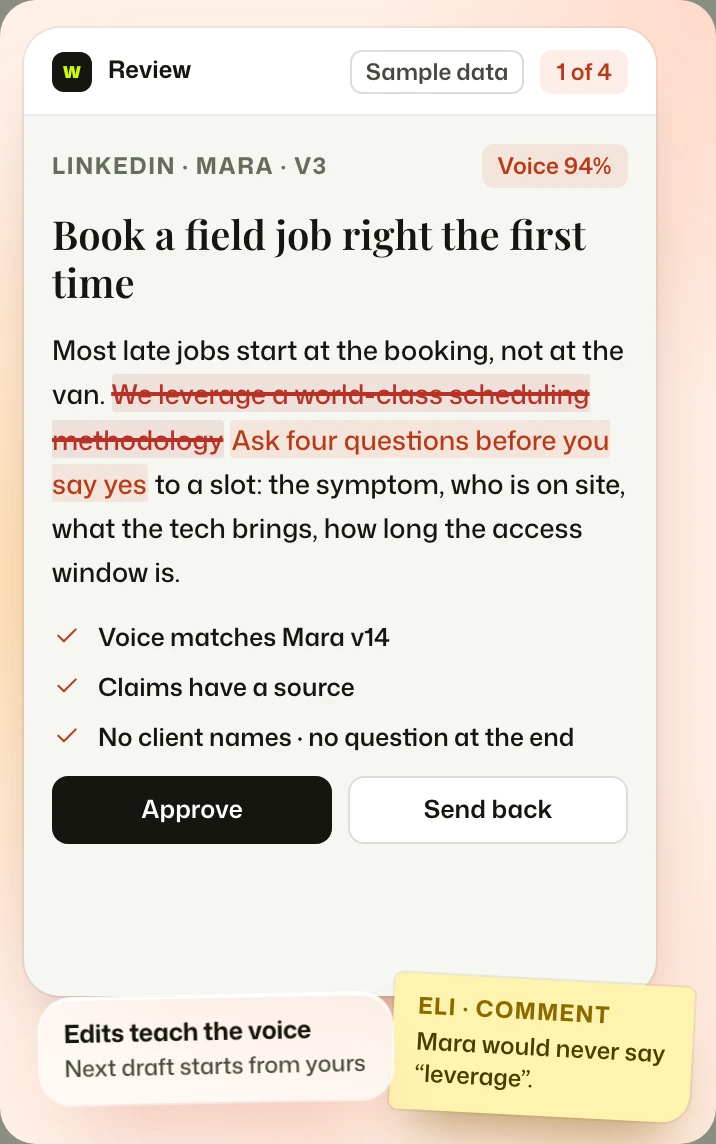 w Review Sample data 1 of 4
LINKEDIN · MARA · V3 Voice 94%
Book a field job right the first
time
Most late jobs start at the booking, not at the
van. We leverage a world-class scheduling
methodology Ask four questions before you
say yes to a slot: the symptom, who is on site,
what the tech brings, how long the access
window is.
Voice matches Mara v14
Claims have a source
No client names · no question at the end
Approve Send back
Edits teach the voice
Next draft starts from yours
ELI · COMMENT
Mara would never say
“leverage”.